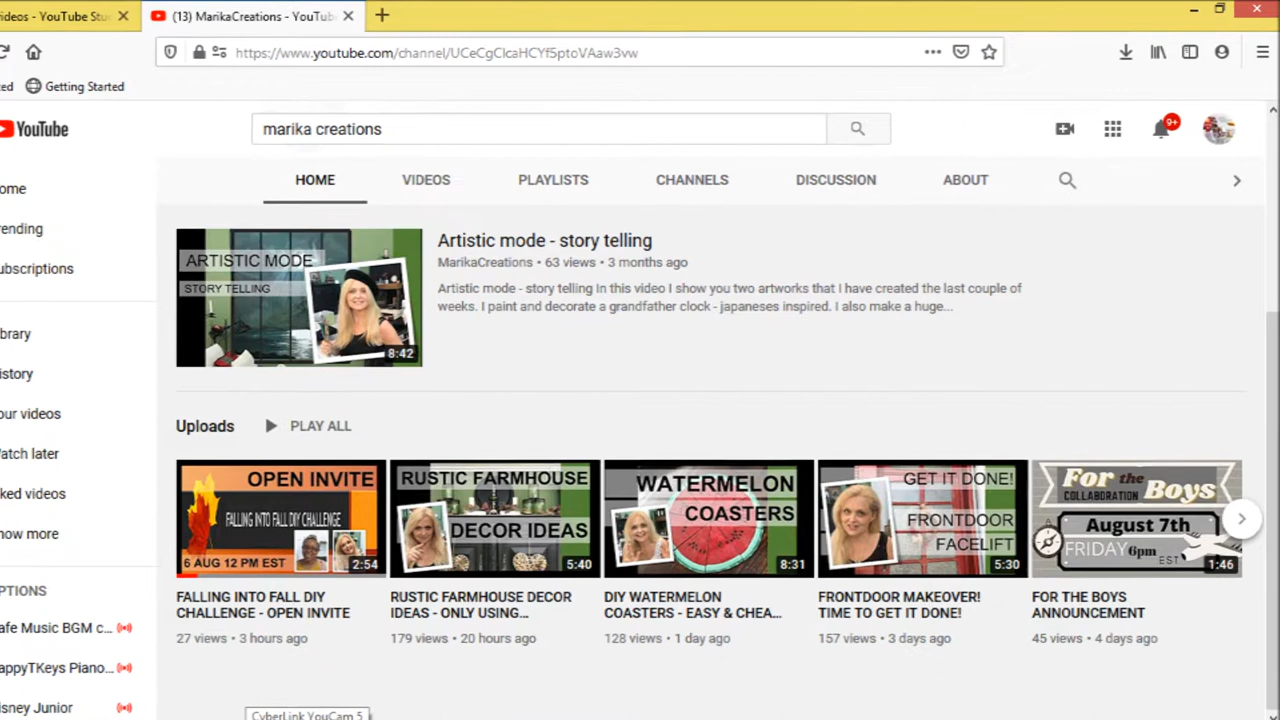 ideos - YouTube Stu
(13) MarikaCreations - YouTub
https://www.youtube.com/channel/UCeCgCIcaHCYf5ptoVAaw3vw
ed
Getting Started
YouTube
marika creations
9+
ome
rending
ubscriptions
ibrary
istory
our videos
atch later
ked videos
how more
PTIONS
afe Music BGM c...
appyTKeys Piano...
isney Junior
HOME
VIDEOS
PLAYLISTS
CHANNELS
DISCUSSION
ABOUT
ARTISTIC MODE
STORY TELLING
8:42
Artistic mode - story telling
MarikaCreations • 63 views • 3 months ago
Artistic mode - story telling In this video I show you two artworks that I have created the last couple of
weeks. I paint and decorate a grandfather clock - japaneses inspired. I also make a huge...
Uploads
PLAY ALL
OPEN INVITE
FALLING INTO FALL DIY CHALLENGE
6 AUG 12 PM EST
2:54
FALLING INTO FALL DIY
CHALLENGE - OPEN INVITE
27 views • 3 hours ago
RUSTIC FARMHOUSE
DECOR IDEAS
5:40
RUSTIC FARMHOUSE DECOR
IDEAS - ONLY USING...
179 views • 20 hours ago
WATERMELON
COASTERS
8:31
DIY WATERMELON
COASTERS - EASY & CHEA...
128 views • 1 day ago
GET IT DONE!
FRONTDOOR
FACELIFT
5:30
FRONTDOOR MAKEOVER!
TIME TO GET IT DONE!
157 views • 3 days ago
For the Boys
COLLABORATION
August 7th
FRIDAY 6pm
EST
1:46
FOR THE BOYS
ANNOUNCEMENT
45 views • 4 days ago
CyberLink YouCam 5